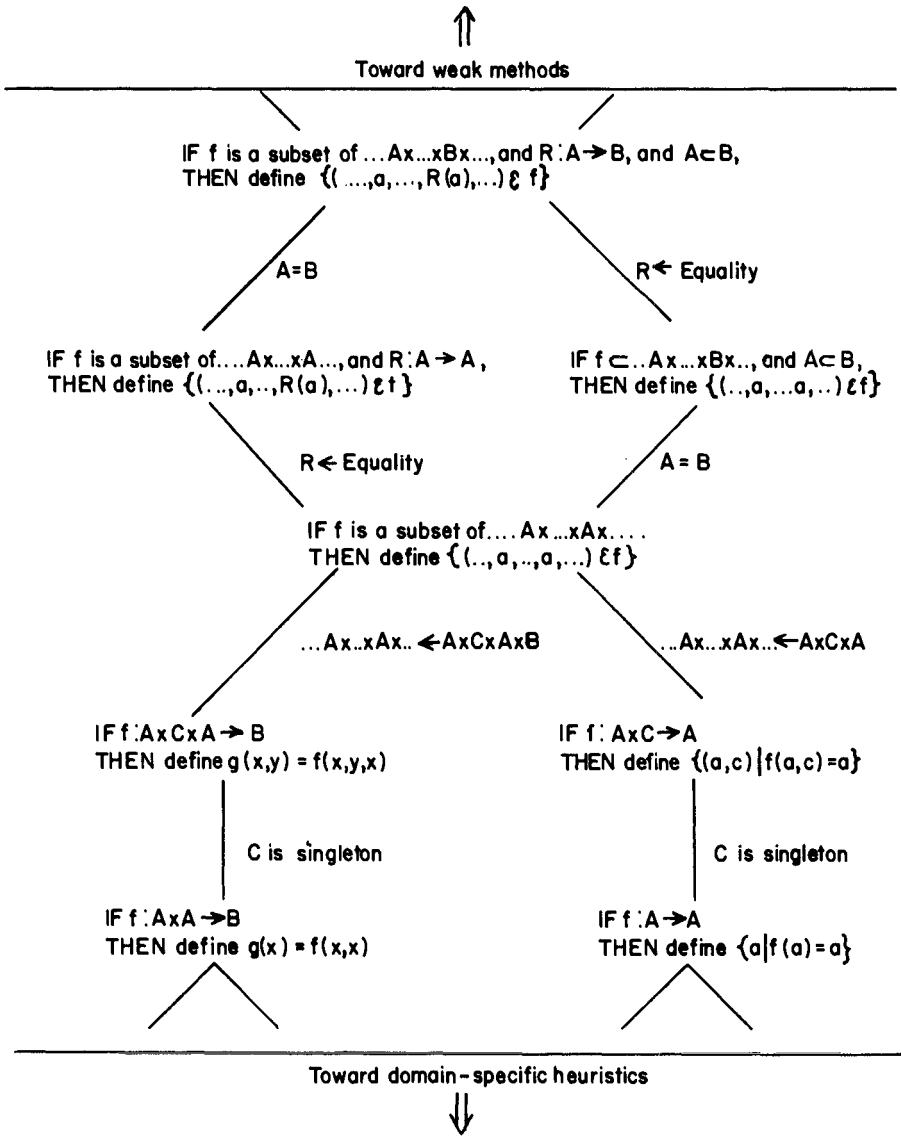 ⇑
Toward weak methods
IF f is a subset of ...Ax...xBx..., and R:A→B, and A⊂B,
THEN define {(....,a,...,R(a),...) ε f}
A=B
R← Equality
IF f is a subset of....Ax...x.A..., and R:A→A,
THEN define {(...,a,..,R(a),...) ε t}
IF f⊂..Ax...xBx.., and A⊂B,
THEN define {(..,a,...a,..) εf}
R← Equality
A = B
IF f is a subset of....Ax...xAx....
THEN define {(..,a,..,a,...) εf}
...Ax..xAx..←AxCxAxB
...Ax...xAx...←AxCxA
IF f:AxCxA→B
THEN define g(x,y) = f(x,y,x)
IF f: AxC→A
THEN define {(a,c)|f(a,c)=a}
C is singleton
C is singleton
IF f:AxA→B
THEN define g(x) = f(x,x)
IF f:A→A
THEN define {a|f(a)=a}
Toward domain-specific heuristics
⇓